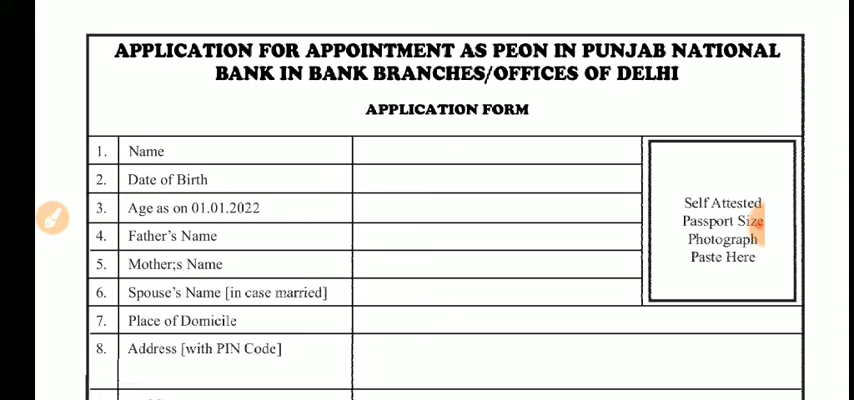 APPLICATION FOR APPOINTMENT AS PEON IN PUNJAB NATIONAL
BANK IN BANK BRANCHES/OFFICES OF DELHI
APPLICATION FORM
1. Name
2. Date of Birth
3. Age as on 01.01.2022
4. Father's Name
5. Mother;s Name
6. Spouse's Name [in case married]
7. Place of Domicile
8. Address [with PIN Code]
Self Attested
Passport Size
Photograph
Paste Here